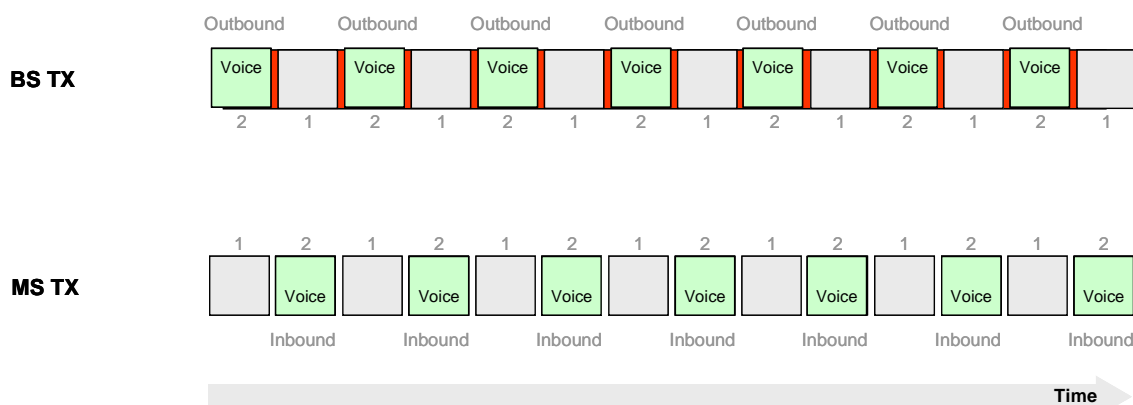 Outbound Outbound Outbound Outbound Outbound Outbound Outbound
BS TX Voice Voice Voice Voice Voice Voice Voice
2 1 2 1 2 1 2 1 2 1 2 1 2 1
1 2 1 2 1 2 1 2 1 2 1 2 1 2
MS TX Voice Voice Voice Voice Voice Voice Voice
Inbound Inbound Inbound Inbound Inbound Inbound Inbound
Time